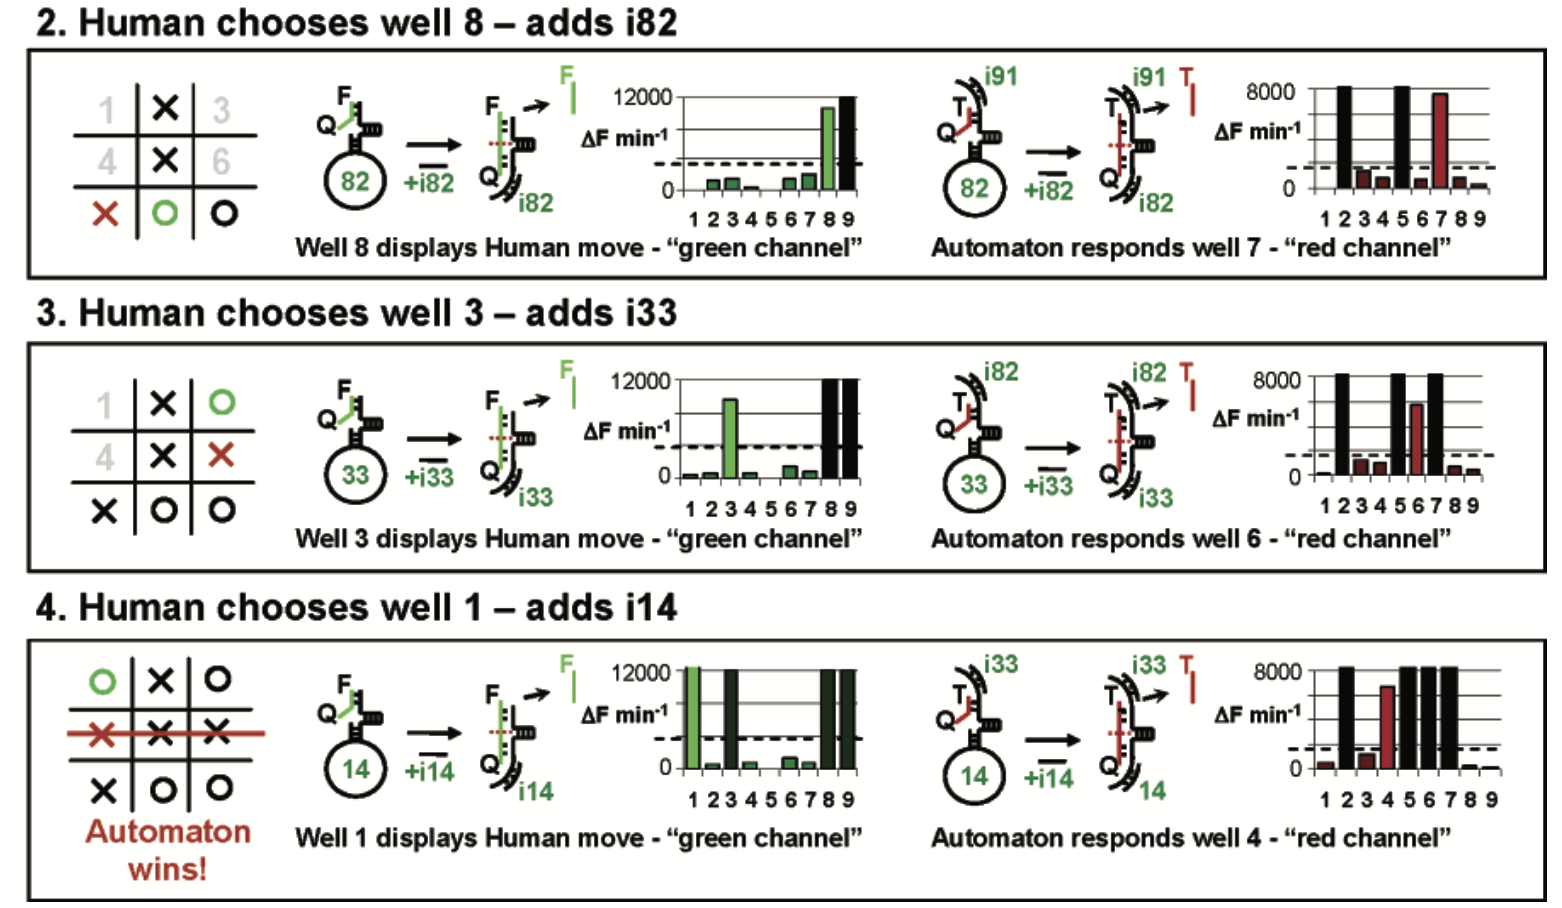 2. Human chooses well 8 – adds i82
1 3
4 6
F
Q
82
+i82
F
F
Q
i82
12000
ΔF min-1
0
1 2 3 4 5 6 7 8 9
Well 8 displays Human move - “green channel”
i91
T
Q
82
+i82
i91
T
T
Q
i82
8000
ΔF min-1
0
1 2 3 4 5 6 7 8 9
Automaton responds well 7 - “red channel”
3. Human chooses well 3 – adds i33
1
4
F
Q
33
+i33
F
F
Q
i33
12000
ΔF min-1
0
1 2 3 4 5 6 7 8 9
Well 3 displays Human move - “green channel”
i82
T
Q
33
+i33
i82
T
T
Q
i33
8000
ΔF min-1
0
1 2 3 4 5 6 7 8 9
Automaton responds well 6 - “red channel”
4. Human chooses well 1 – adds i14
Automaton
wins!
F
Q
14
+i14
F
F
Q
i14
12000
ΔF min-1
0
1 2 3 4 5 6 7 8 9
Well 1 displays Human move - “green channel”
i33
T
Q
14
+i14
i33
T
T
Q
14
8000
ΔF min-1
0
1 2 3 4 5 6 7 8 9
Automaton responds well 4 - “red channel”